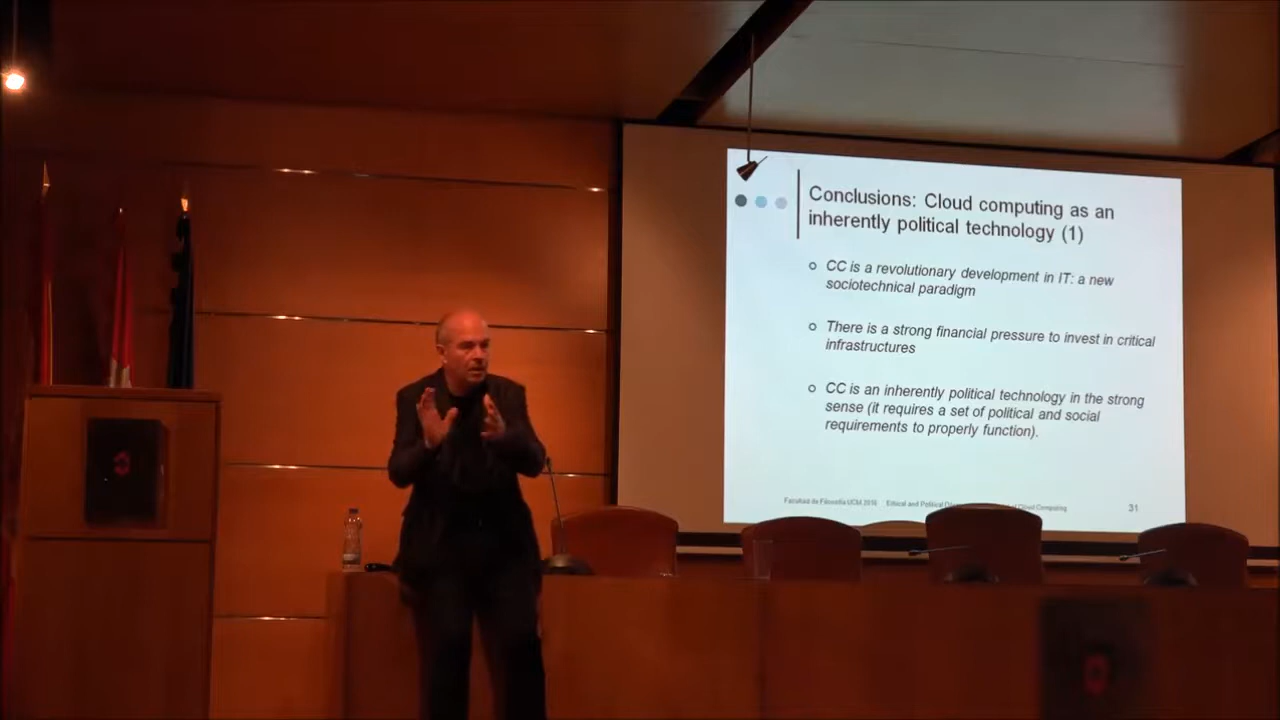 Conclusions: Cloud computing as an
inherently political technology (1)
CC is a revolutionary development in IT: a new
sociotechnical paradigm
There is a strong financial pressure to invest in critical
infrastructures
CC is an inherently political technology in the strong
sense (it requires a set of political and social
requirements to properly function).
Facultad de Filosofía UCM 2016 Ethical and Political of Cloud Computing 31